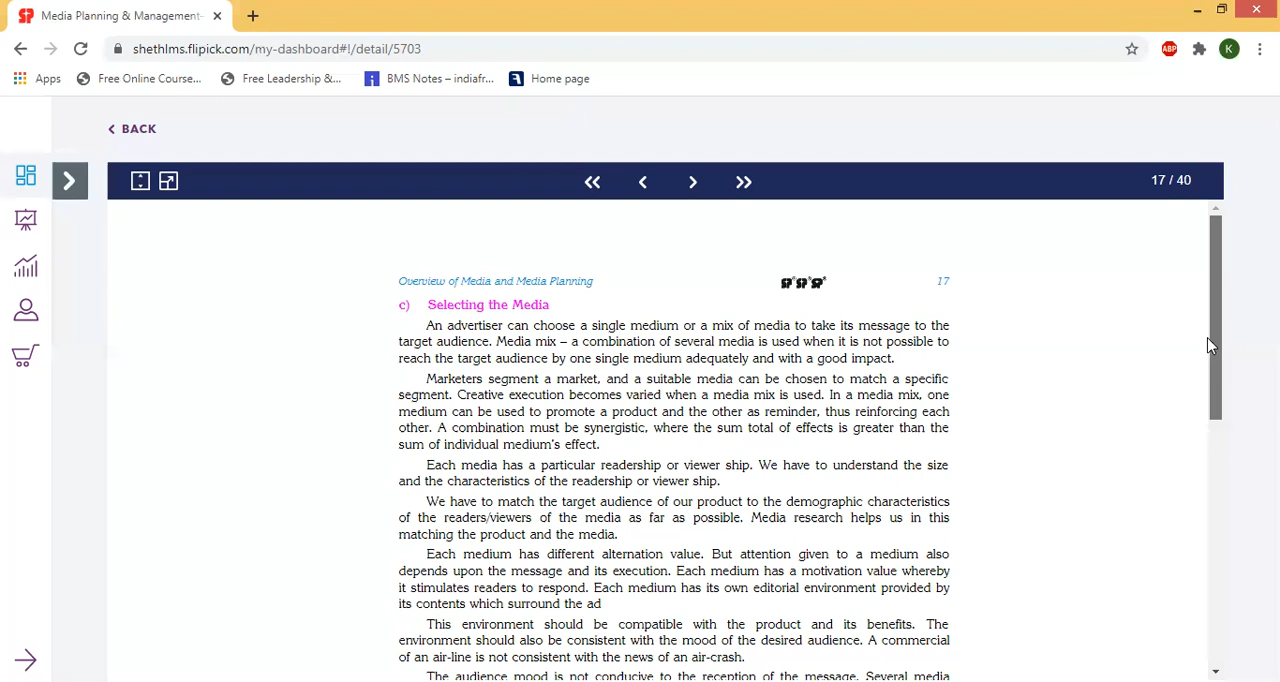 Media Planning & Management-
shethlms.flipick.com/my-dashboard#!/detail/5703
ABP
K
Apps
Free Online Course...
Free Leadership &...
BMS Notes – indiafr...
Home page
BACK
17 / 40
Overview of Media and Media Planning
17
c) Selecting the Media
An advertiser can choose a single medium or a mix of media to take its message to the
target audience. Media mix – a combination of several media is used when it is not possible to
reach the target audience by one single medium adequately and with a good impact.
Marketers segment a market, and a suitable media can be chosen to match a specific
segment. Creative execution becomes varied when a media mix is used. In a media mix, one
medium can be used to promote a product and the other as reminder, thus reinforcing each
other. A combination must be synergistic, where the sum total of effects is greater than the
sum of individual medium's effect.
Each media has a particular readership or viewer ship. We have to understand the size
and the characteristics of the readership or viewer ship.
We have to match the target audience of our product to the demographic characteristics
of the readers/viewers of the media as far as possible. Media research helps us in this
matching the product and the media.
Each medium has different alternation value. But attention given to a medium also
depends upon the message and its execution. Each medium has a motivation value whereby
it stimulates readers to respond. Each medium has its own editorial environment provided by
its contents which surround the ad
This environment should be compatible with the product and its benefits. The
environment should also be consistent with the mood of the desired audience. A commercial
of an air-line is not consistent with the news of an air-crash.
The audience mood is not conducive to the reception of the message. Several media